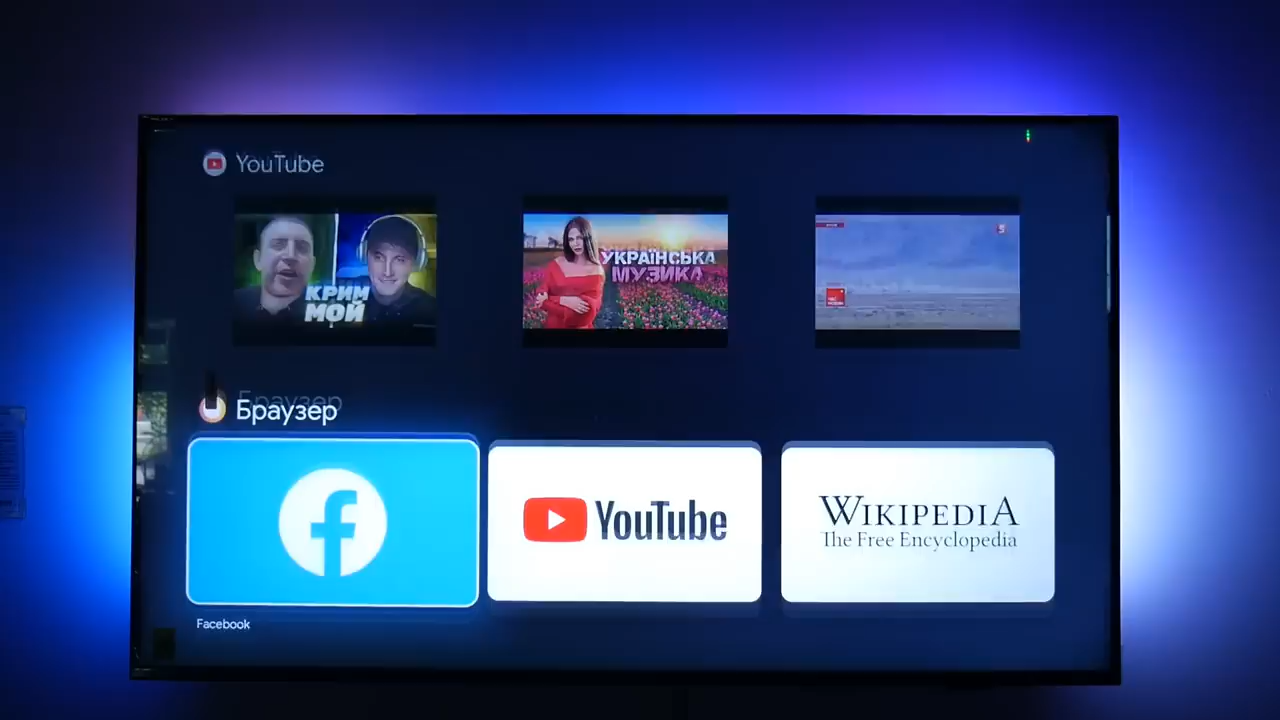 YouTube
КРИМ
МОЙ
УКРАЇНСЬКА
МУЗИКА
Браузер
YouTube
WIKIPEDIA
The Free Encyclopedia
Facebook